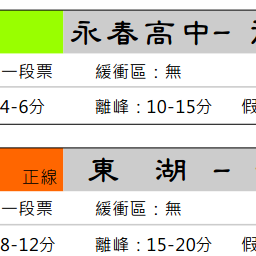 永春高中-
一段票 緩衝區：無
4-6分 離峰：10-15分 假
正線 東 湖 -
一段票 緩衝區：無
8-12分 離峰：15-20分 假